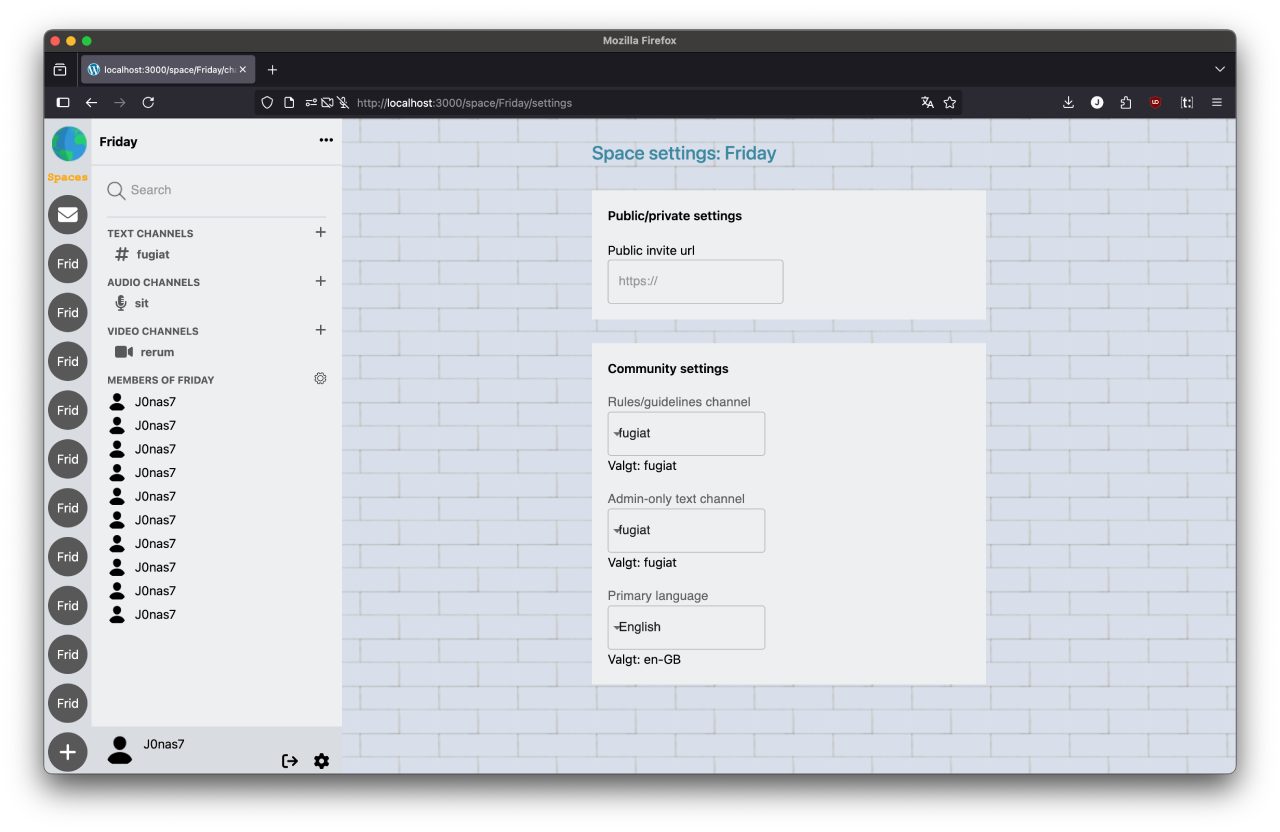 Mozilla Firefox
localhost:3000/space/Friday/ch
http://localhost:3000/space/Friday/settings
Spaces
Frid
Frid
Frid
Frid
Frid
Frid
Frid
Frid
Frid
Frid
Friday
Search
TEXT CHANNELS
fugiat
AUDIO CHANNELS
sit
VIDEO CHANNELS
rerum
MEMBERS OF FRIDAY
J0nas7
J0nas7
J0nas7
J0nas7
J0nas7
J0nas7
J0nas7
J0nas7
J0nas7
J0nas7
J0nas7
Space settings: Friday
Public/private settings
Public invite url
https://
Community settings
Rules/guidelines channel
fugiat
Valgt: fugiat
Admin-only text channel
fugiat
Valgt: fugiat
Primary language
English
Valgt: en-GB